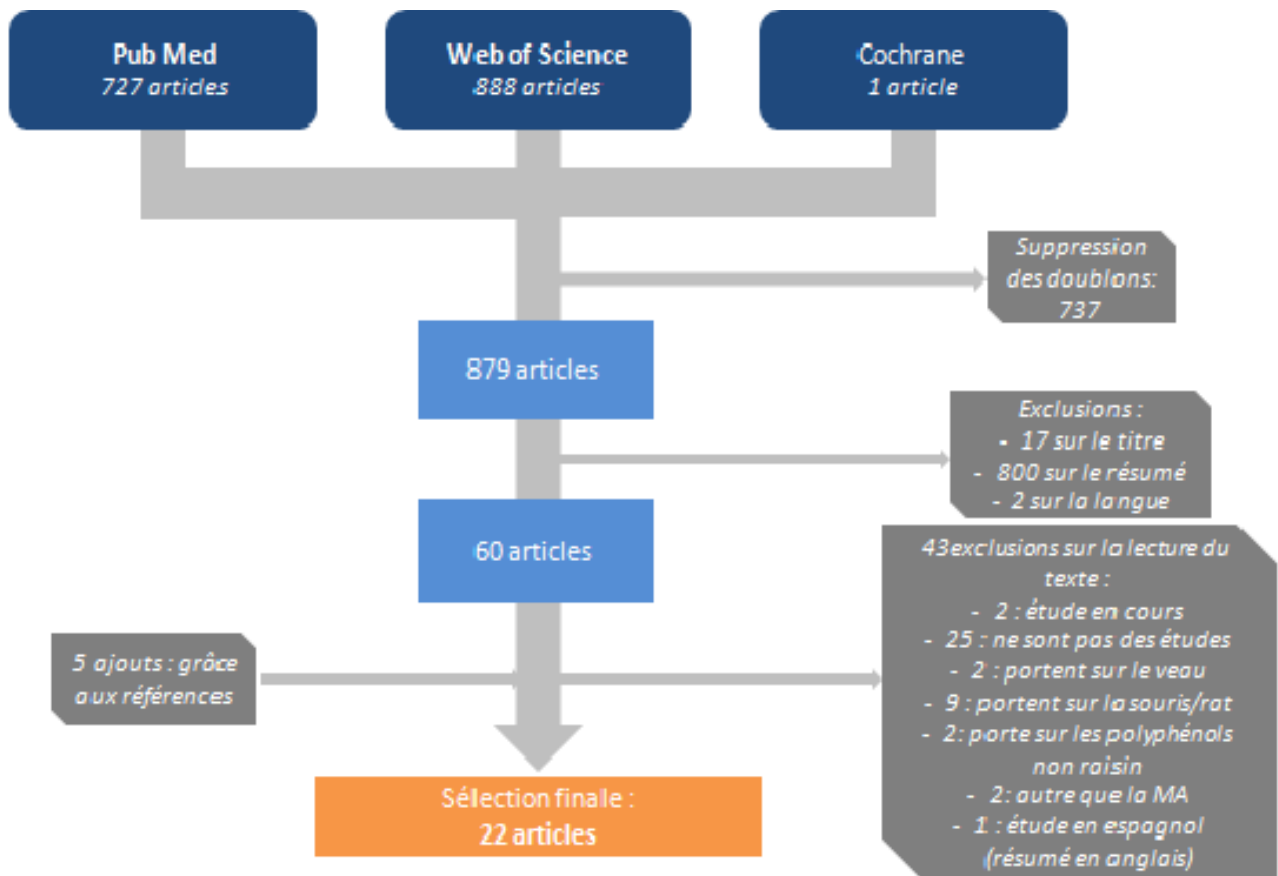 Pub Med
727 articles
Web of Science
888 articles
Cochrane
1 article
Suppression
des doublons:
737
879 articles
Exclusions :
- 17 sur le titre
- 800 sur le résumé
- 2 sur la langue
60 articles
43exclusions sur la lecture du
texte :
- 2 : étude en cours
- 25 : ne sont pas des études
- 2 : portent sur le veau
- 9 : portent sur la souris/rat
- 2: porte sur les polyphénols
non raisin
- 2: autre que la MA
- 1 : étude en espagnol
(résumé en anglais)
5 ajouts : grâce
aux références
Sélection finale :
22 articles